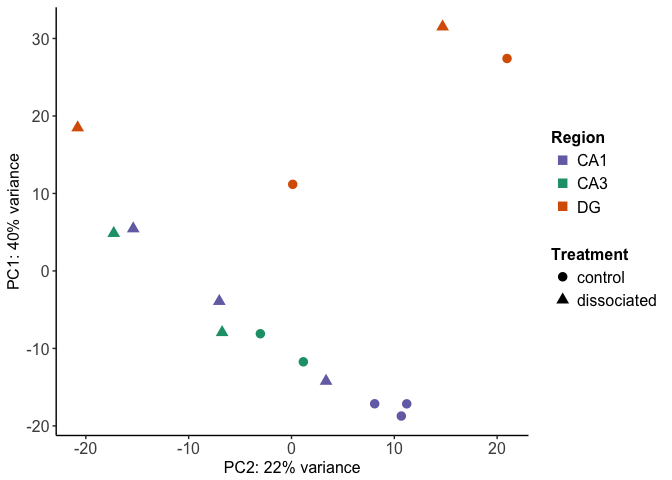 30
20
10
0
-10
-20
PC1: 40% variance
-20
-10
0
10
20
PC2: 22% variance
Region
CA1
CA3
DG
Treatment
control
dissociated